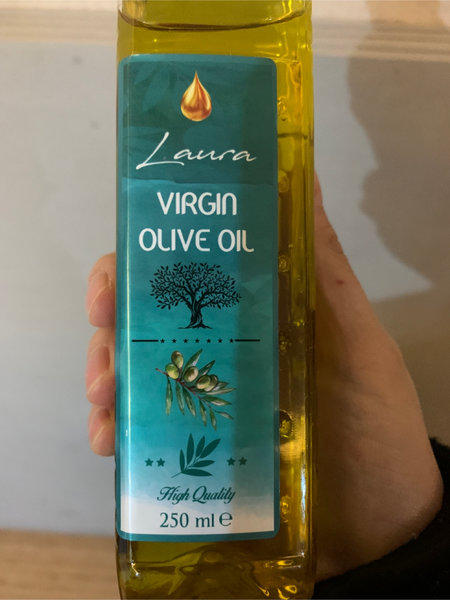 Laura
VIRGIN
OLIVE OIL
High Quality
250 ml ℮